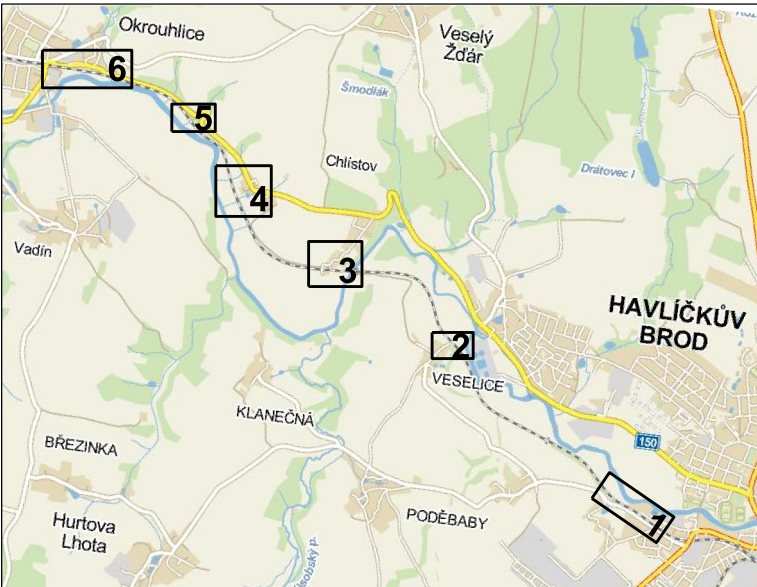 Okrouhlice
Veselý
Žďár
6
Šmodlák
5
Chlístov
Drátovec I
4
Vadín
3
HAVLÍČKŮV
BROD
2
VESELICE
KLANEČNÁ
150
BŘEZINKA
PODĚBABY
1
Hurtova
Lhota